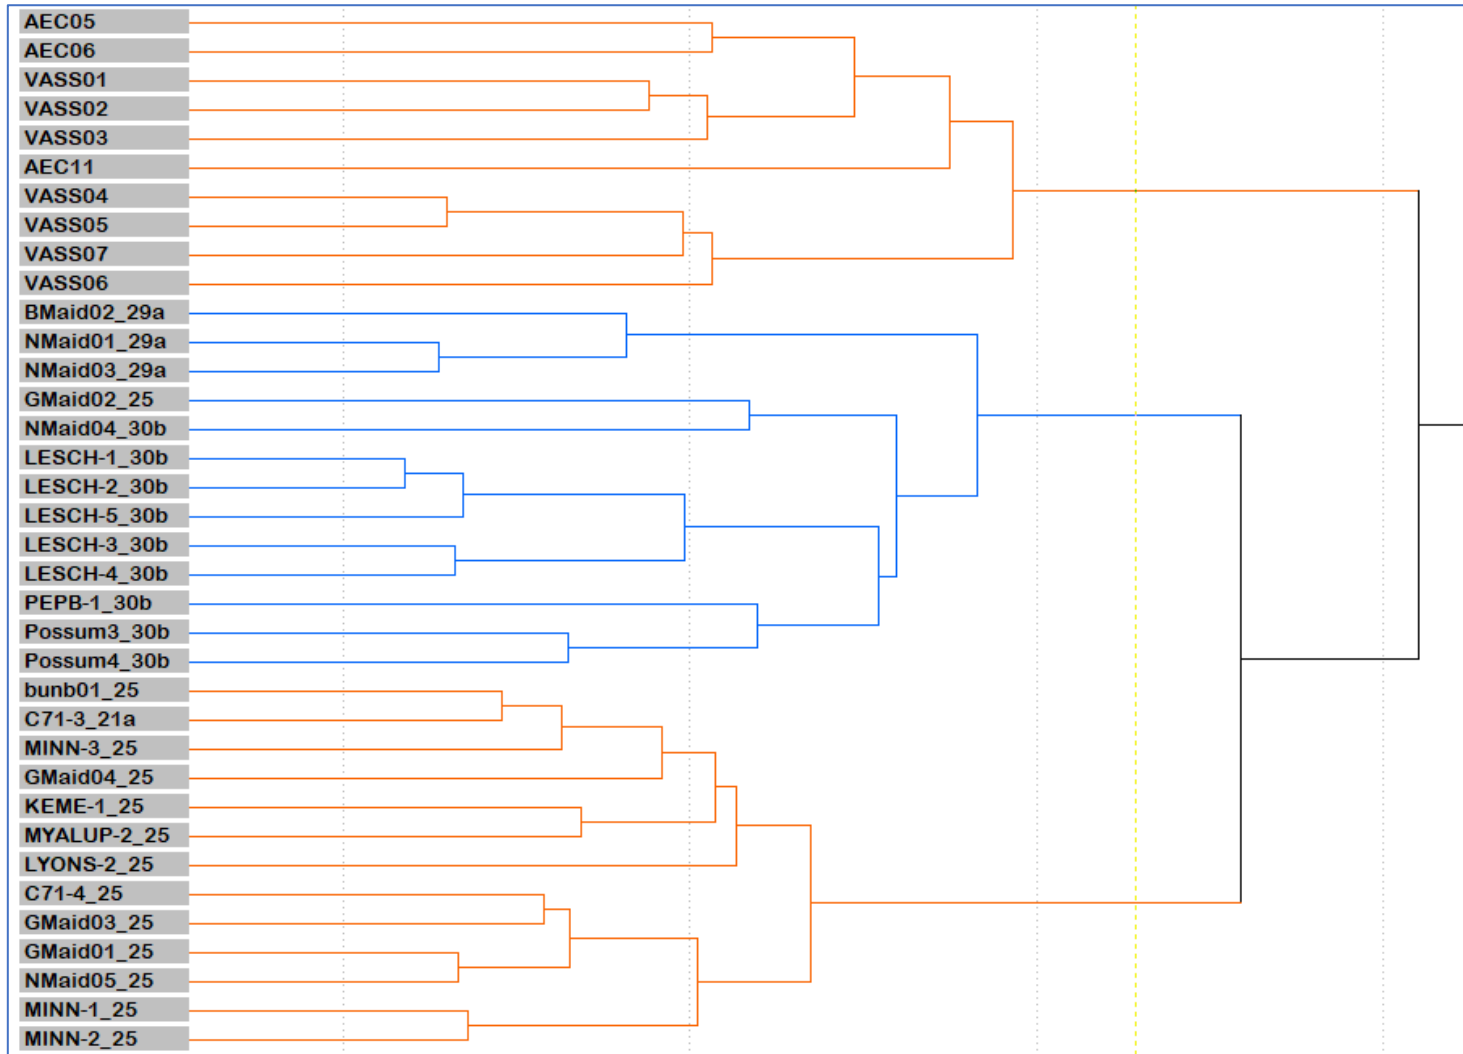 AEC05
AEC06
VASS01
VASS02
VASS03
AEC11
VASS04
VASS05
VASS07
VASS06
BMaid02_29a
NMaid01_29a
NMaid03_29a
GMaid02_25
NMaid04_30b
LESCH-1_30b
LESCH-2_30b
LESCH-5_30b
LESCH-3_30b
LESCH-4_30b
PEPB-1_30b
Possum3_30b
Possum4_30b
bunb01_25
C71-3_21a
MINN-3_25
GMaid04_25
KEME-1_25
MYALUP-2_25
LYONS-2_25
C71-4_25
GMaid03_25
GMaid01_25
NMaid05_25
MINN-1_25
MINN-2_25